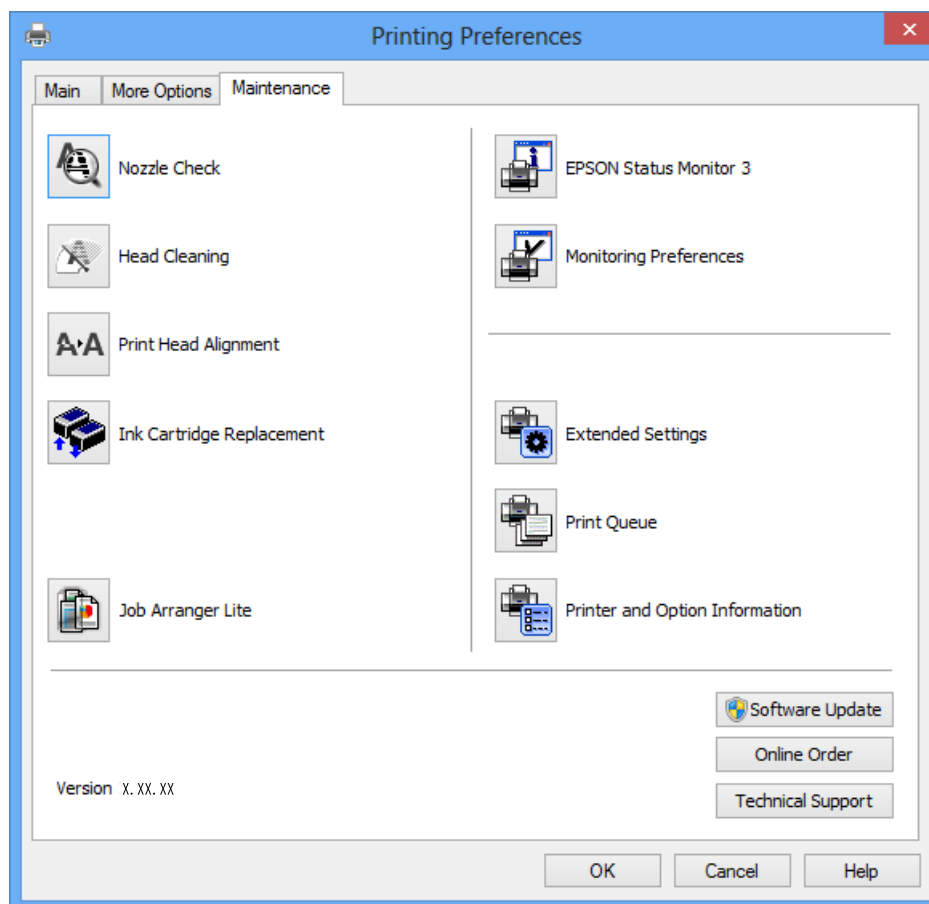 Printing Preferences
Main
More Options
Maintenance
Nozzle Check
Head Cleaning
Print Head Alignment
Ink Cartridge Replacement
Job Arranger Lite
EPSON Status Monitor 3
Monitoring Preferences
Extended Settings
Print Queue
Printer and Option Information
Software Update
Online Order
Technical Support
Version X.XX.XX
OK
Cancel
Help